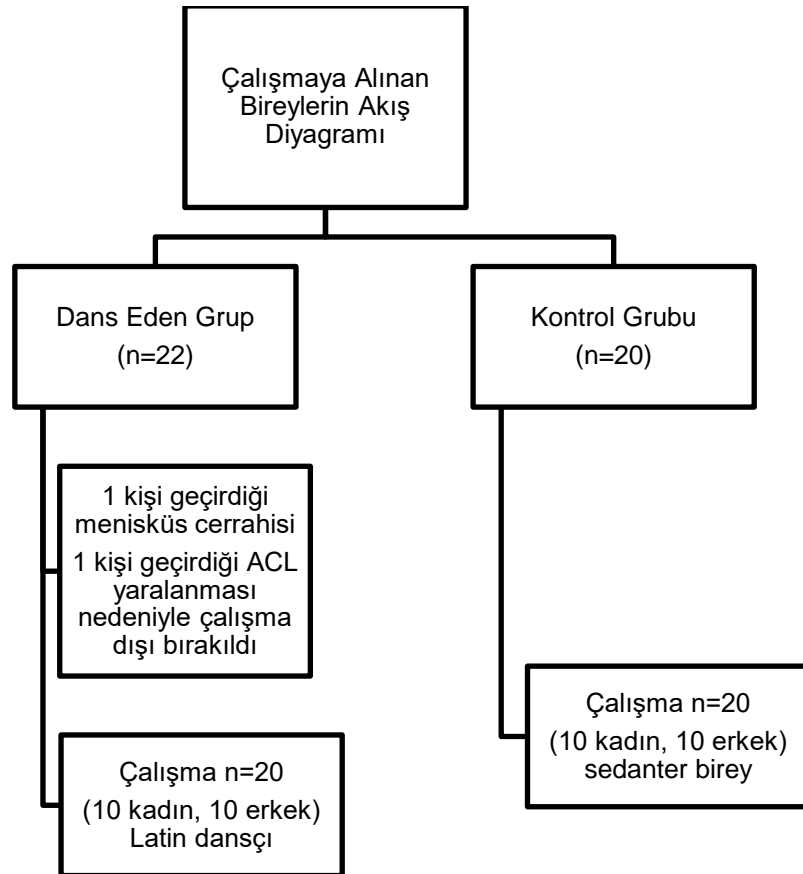 Çalışmaya Alınan
Bireylerin Akış
Diyagramı
Dans Eden Grup
(n=22)
Kontrol Grubu
(n=20)
1 kişi geçirdiği
menisküs cerrahisi
1 kişi geçirdiği ACL
yaralanması
nedeniyle çalışma
dışı bırakıldı
Çalışma n=20
(10 kadın, 10 erkek)
Latin dansçı
Çalışma n=20
(10 kadın, 10 erkek)
sedanter birey